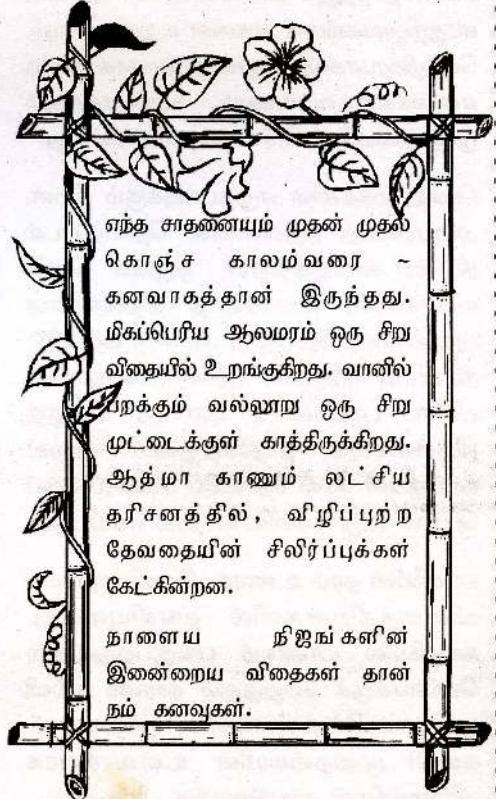 எந்த சாதனையும் முதன் முதல்
கொஞ்ச காலம்வரை ~
கனவாகத்தான் இருந்தது.
மிகப்பெரிய ஆலமரம் ஒரு சிறு
விதையில் உறங்குகிறது. வானில்
பறக்கும் வல்லூறு ஒரு சிறு
முட்டைக்குள் காத்திருக்கிறது.
ஆத்மா காணும் லட்சிய
தரிசனத்தில், விழிப்புற்ற
தேவதையின் சிலிர்ப்புக்கள்
கேட்கின்றன.
நாளைய நிஜங்களின்
இனைறைய விதைகள் தான்
நம் கனவுகள்.